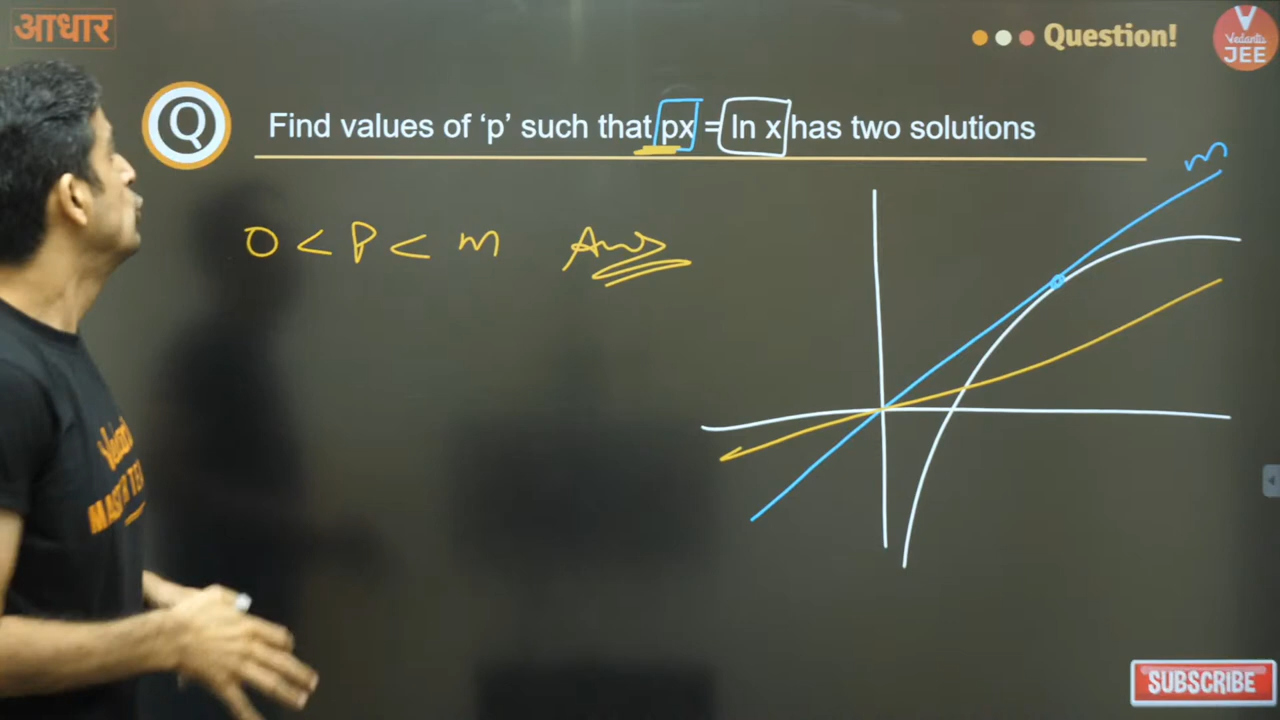 आधार
Question!
Vedantu
JEE
Q
Find values of ‘p’ such that px = ln x has two solutions
m
0 < P < m Ans
SUBSCRIBE